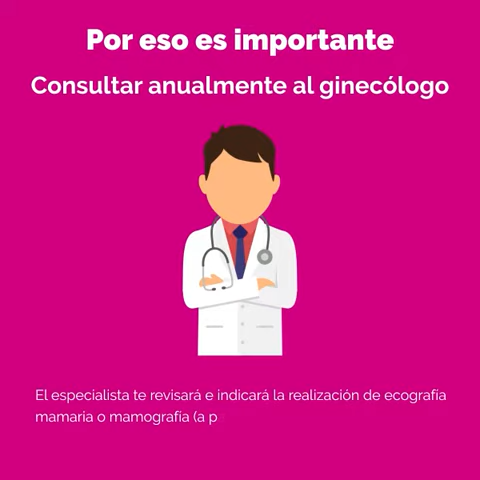 Por eso es importante
Consultar anualmente al ginecólogo
El especialista te revisará e indicará la realización de ecografía
mamaria o mamografía (a p